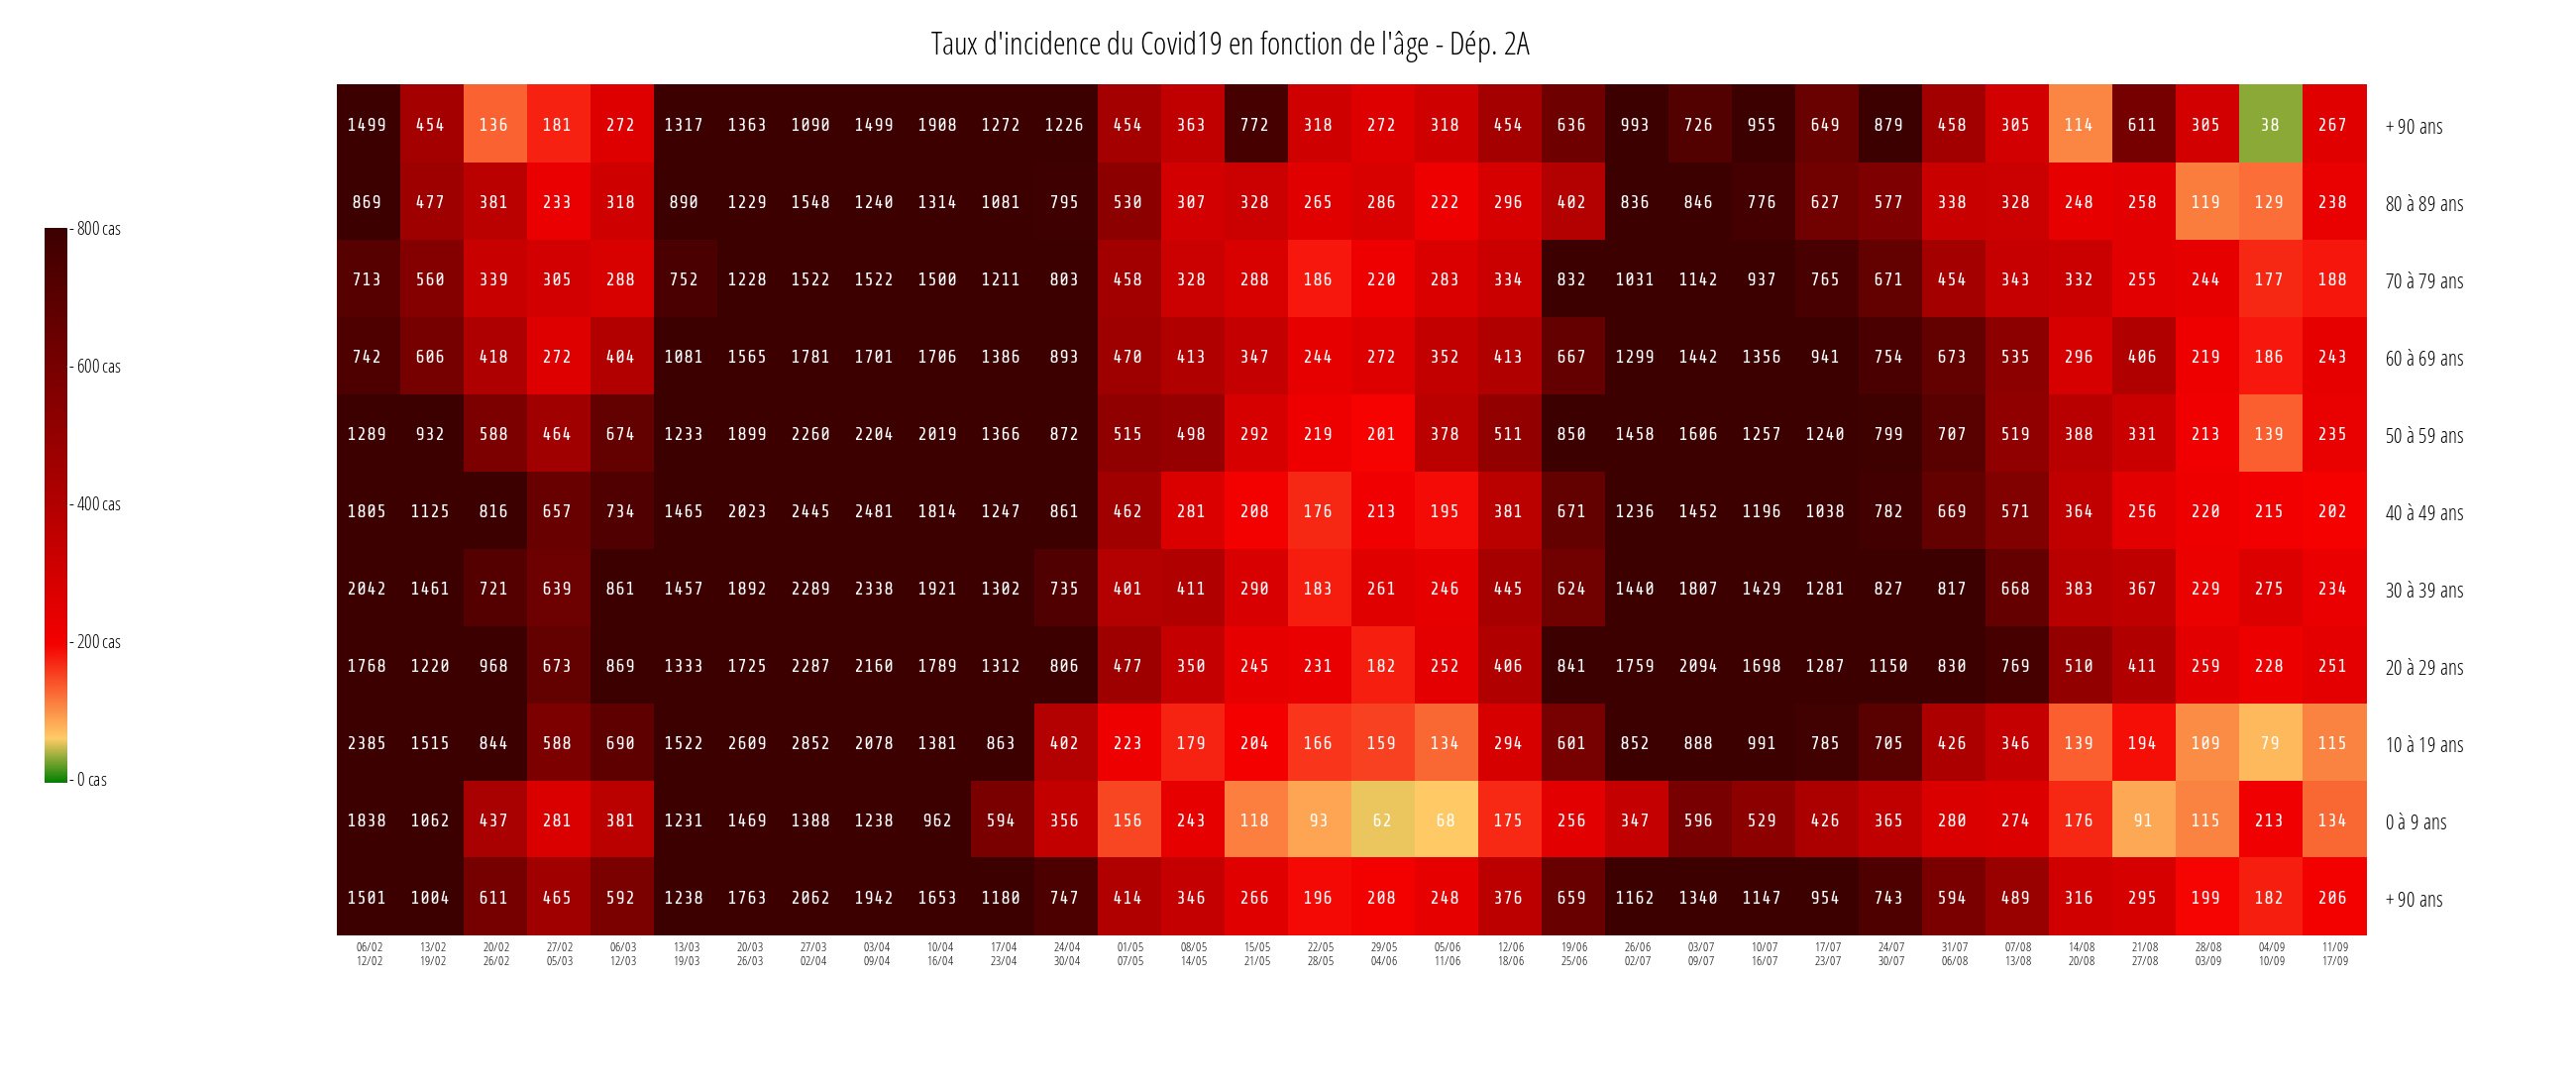 Taux d'incidence du Covid19 en fonction de l'âge - Dép. 2A
1499 454 136 181 272 1317 1363 1090 1499 1908 1272 1226 454 363 772 318 272 318 454 636 993 726 955 649 879 458 305 114 611 305 38 267 + 90 ans
869 477 381 233 318 890 1229 1548 1240 1314 1081 795 530 307 328 265 286 222 296 402 836 846 776 627 577 338 328 248 258 119 129 238 80 à 89 ans
- 800 cas
713 560 339 305 288 752 1228 1522 1522 1500 1211 803 458 328 288 186 220 283 334 832 1031 1142 937 765 671 454 343 332 255 244 177 188 70 à 79 ans
742 606 418 272 404 1081 1565 1781 1701 1706 1386 893 470 413 347 244 272 352 413 667 1299 1442 1356 941 754 673 535 296 406 219 186 243 60 à 69 ans
- 600 cas
1289 932 588 464 674 1233 1899 2260 2204 2019 1366 872 515 498 292 219 201 378 511 850 1458 1606 1257 1240 799 707 519 388 331 213 139 235 50 à 59 ans
- 400 cas
1805 1125 816 657 734 1465 2023 2445 2481 1814 1247 861 462 281 208 176 213 195 381 671 1236 1452 1196 1038 782 669 571 364 256 220 215 202 40 à 49 ans
2042 1461 721 639 861 1457 1892 2289 2338 1921 1302 735 401 411 290 183 261 246 445 624 1440 1807 1429 1281 827 817 668 383 367 229 275 234 30 à 39 ans
- 200 cas
1768 1220 968 673 869 1333 1725 2287 2160 1789 1312 806 477 350 245 231 182 252 406 841 1759 2094 1698 1287 1150 830 769 510 411 259 228 251 20 à 29 ans
2385 1515 844 588 690 1522 2609 2852 2078 1381 863 402 223 179 204 166 159 134 294 601 852 888 991 785 705 426 346 139 194 109 79 115 10 à 19 ans
- 0 cas
1838 1062 437 281 381 1231 1469 1388 1238 962 594 356 156 243 118 93 62 68 175 256 347 596 529 426 365 280 274 176 91 115 213 134 0 à 9 ans
1501 1004 611 465 592 1238 1763 2062 1942 1653 1180 747 414 346 266 196 208 248 376 659 1162 1340 1147 954 743 594 489 316 295 199 182 206 + 90 ans
06/02 13/02 20/02 27/02 06/03 13/03 20/03 27/03 03/04 10/04 17/04 24/04 01/05 08/05 15/05 22/05 29/05 05/06 12/06 19/06 26/06 03/07 10/07 17/07 24/07 31/07 07/08 14/08 21/08 28/08 04/09 11/09
12/02 19/02 26/02 05/03 12/03 19/03 26/03 02/04 09/04 16/04 23/04 30/04 07/05 14/05 21/05 28/05 04/06 11/06 18/06 25/06 02/07 09/07 16/07 23/07 30/07 06/08 13/08 20/08 27/08 03/09 10/09 17/09